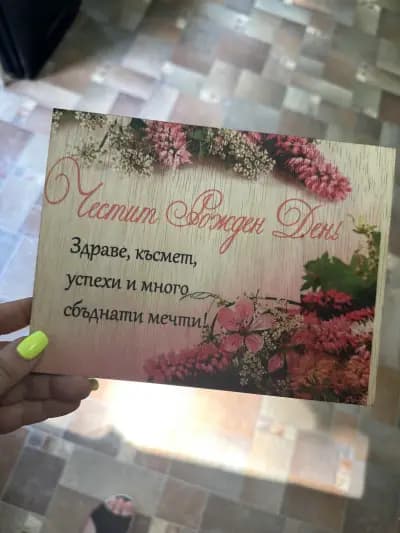 Честит Рожден Ден!
Здраве, късмет,
успехи и много
сбъднати мечти!